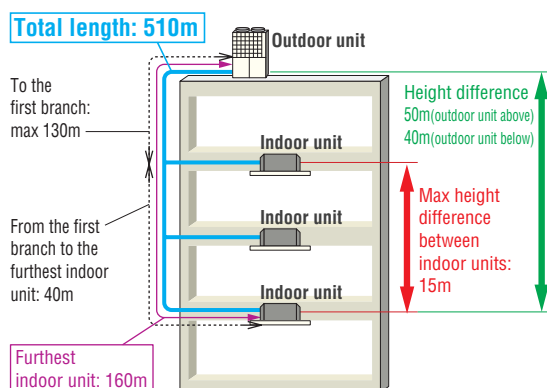 Total length: 510m
Outdoor unit
To the
first branch:
max 130m
Height difference
50m(outdoor unit above)
40m(outdoor unit below)
Indoor unit
Max height
difference
between
indoor units:
15m
From the first
branch to the
furthest indoor
unit: 40m
Indoor unit
Indoor unit
Furthest
indoor unit: 160m